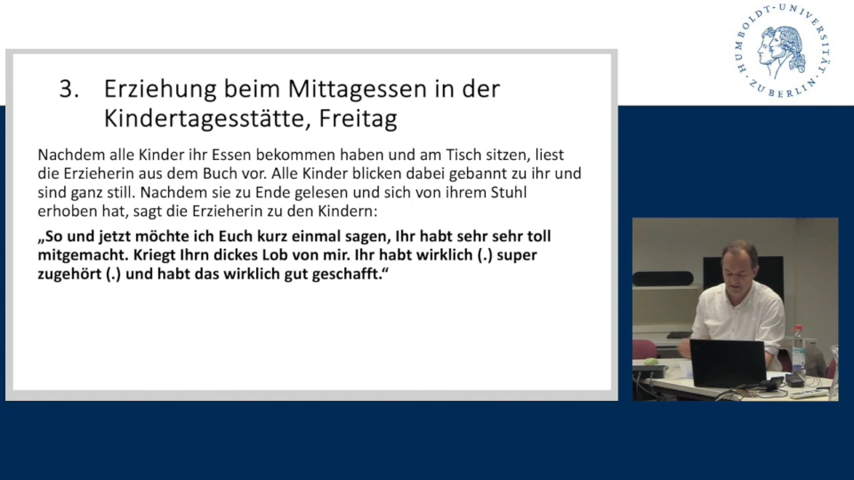 HUMBOLDT-UNIVERSITÄT
ZU BERLIN
3. Erziehung beim Mittagessen in der
Kindertagesstätte, Freitag
Nachdem alle Kinder ihr Essen bekommen haben und am Tisch sitzen, liest
die Erzieherin aus dem Buch vor. Alle Kinder blicken dabei gebannt zu ihr und
sind ganz still. Nachdem sie zu Ende gelesen und sich von ihrem Stuhl
erhoben hat, sagt die Erzieherin zu den Kindern:
„So und jetzt möchte ich Euch kurz einmal sagen, Ihr habt sehr sehr toll
mitgemacht. Kriegt Ihrn dickes Lob von mir. Ihr habt wirklich (.) super
zugehört (.) und habt das wirklich gut geschafft.“